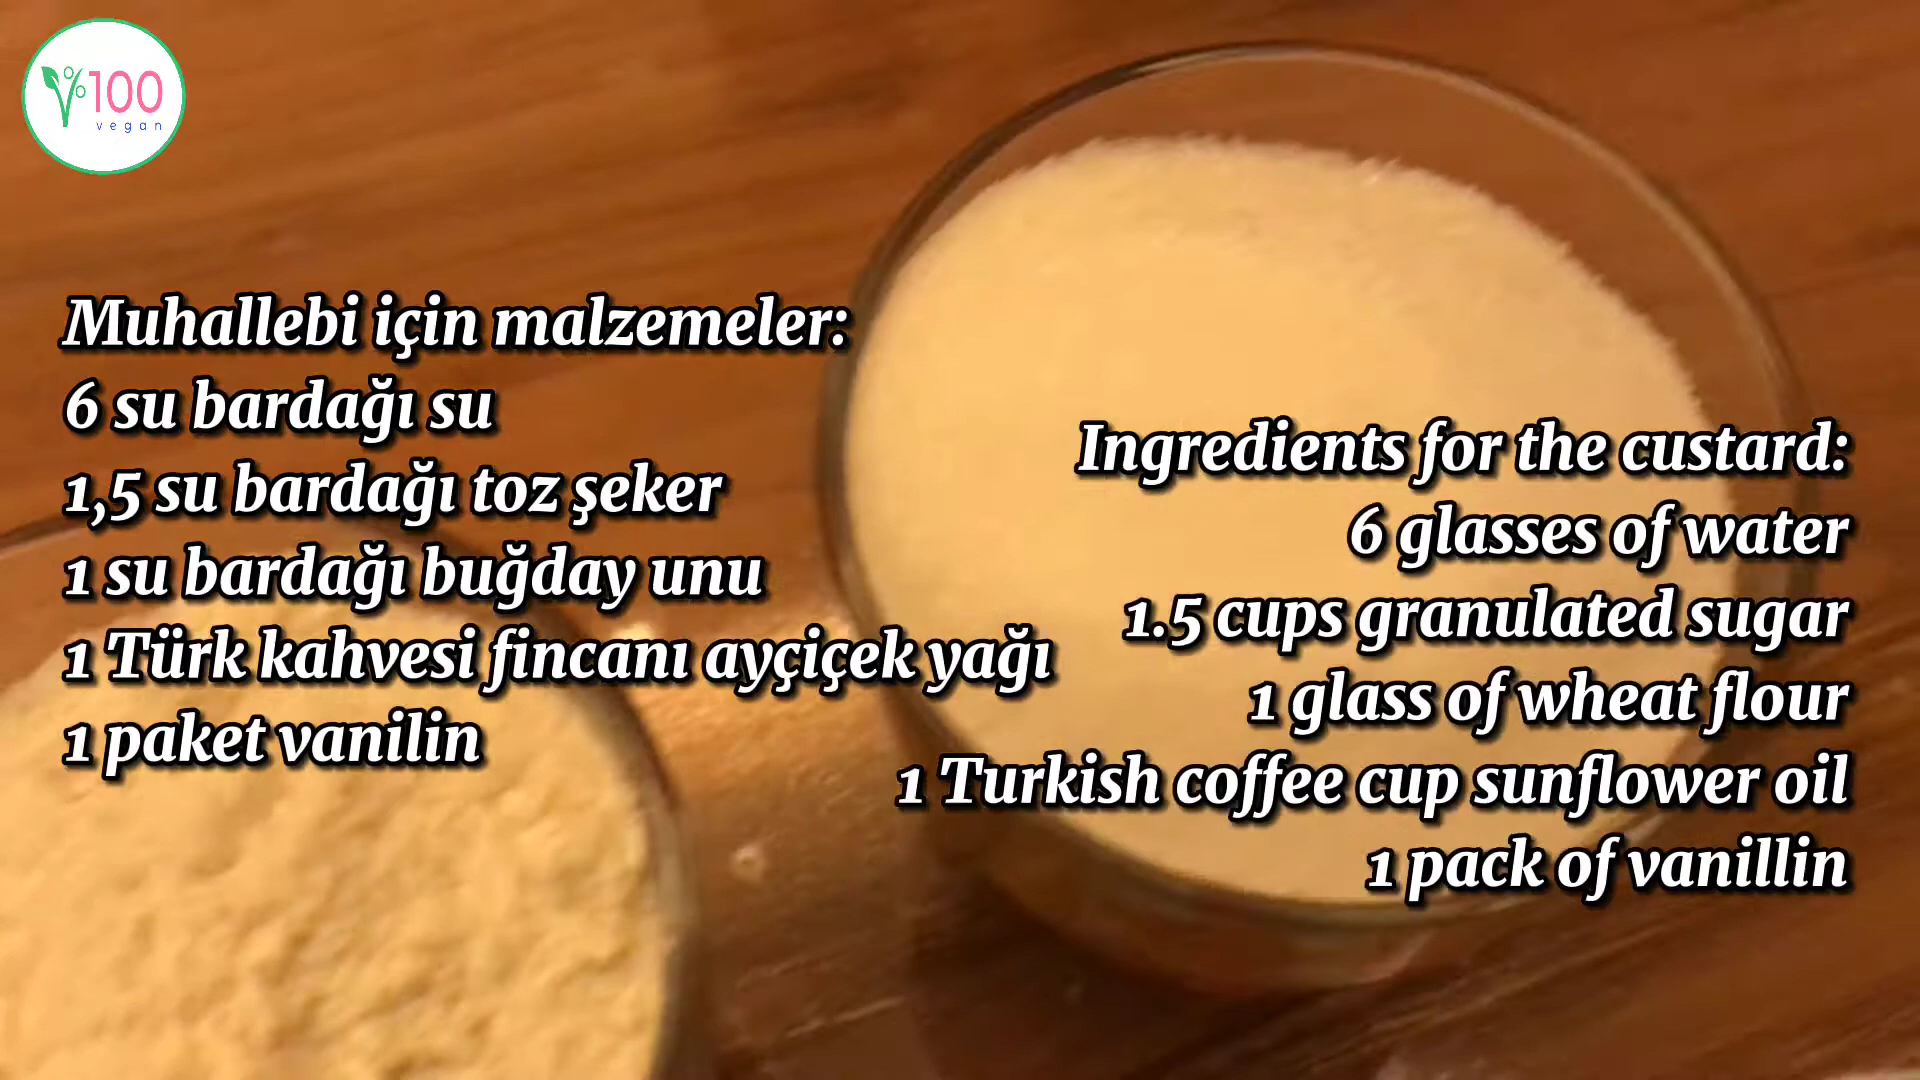 %100
vegan
Muhallebi için malzemeler:
6 su bardağı su
1,5 su bardağı toz şeker
1 su bardağı buğday unu
1 Türk kahvesi fincanı ayçiçek yağı
1 paket vanilin
Ingredients for the custard:
6 glasses of water
1.5 cups granulated sugar
1 glass of wheat flour
1 Turkish coffee cup sunflower oil
1 pack of vanillin